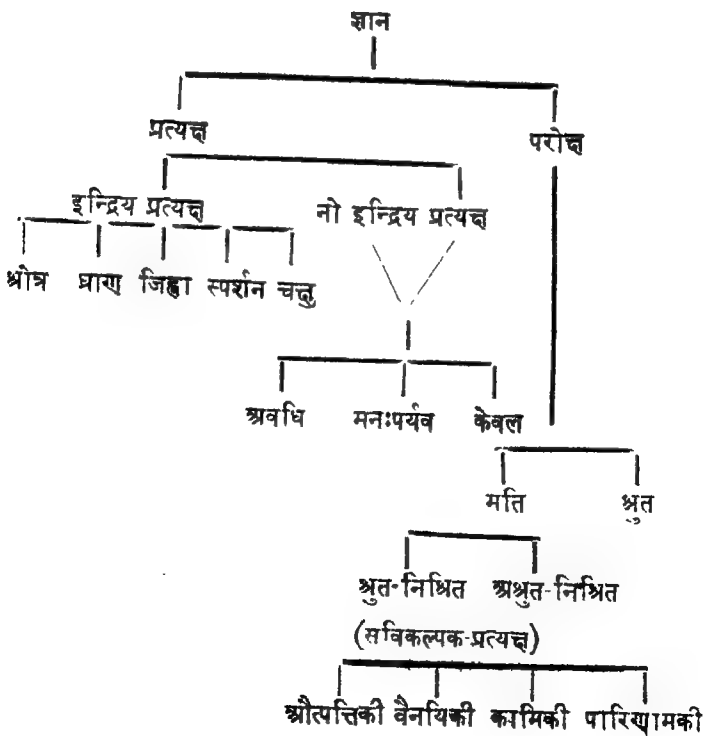 ज्ञान
प्रत्यक्ष परोक्ष
इन्द्रिय प्रत्यक्ष नो इन्द्रिय प्रत्यक्ष
श्रोत्र घ्राण जिह्वा स्पर्शन चक्षु
अवधि मनःपर्यव केवल
मति श्रुत
श्रुत-निश्रित अश्रुत-निश्रित
(सविकल्पक-प्रत्यक्ष)
औत्पत्तिकी वैनयिकी कामिकी पारिणामकी